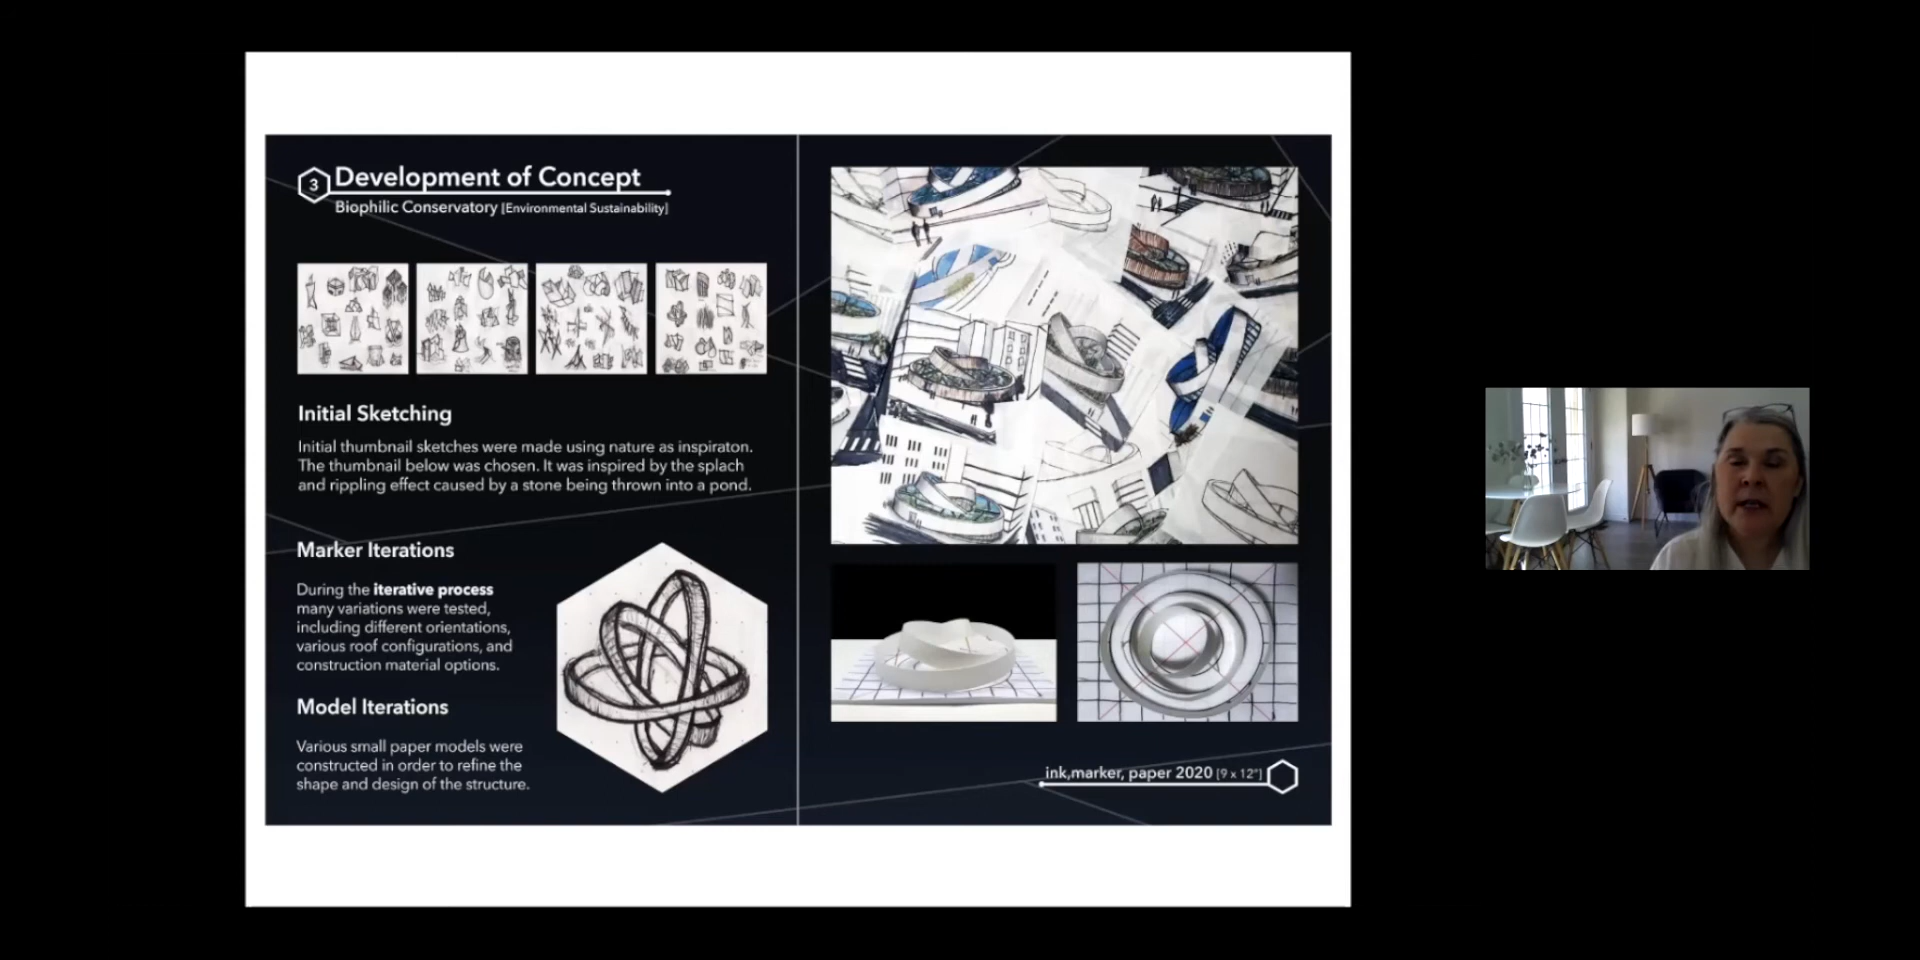 3
Development of Concept
Biophilic Conservatory [Environmental Sustainability]
Initial Sketching
Initial thumbnail sketches were made using nature as inspiraton.
The thumbnail below was chosen. It was inspired by the splach
and rippling effect caused by a stone being thrown into a pond.
Marker Iterations
During the iterative process
many variations were tested,
including different orientations,
various roof configurations, and
construction material options.
Model Iterations
Various small paper models were
constructed in order to refine the
shape and design of the structure.
ink,marker, paper 2020 [9 x 12"]